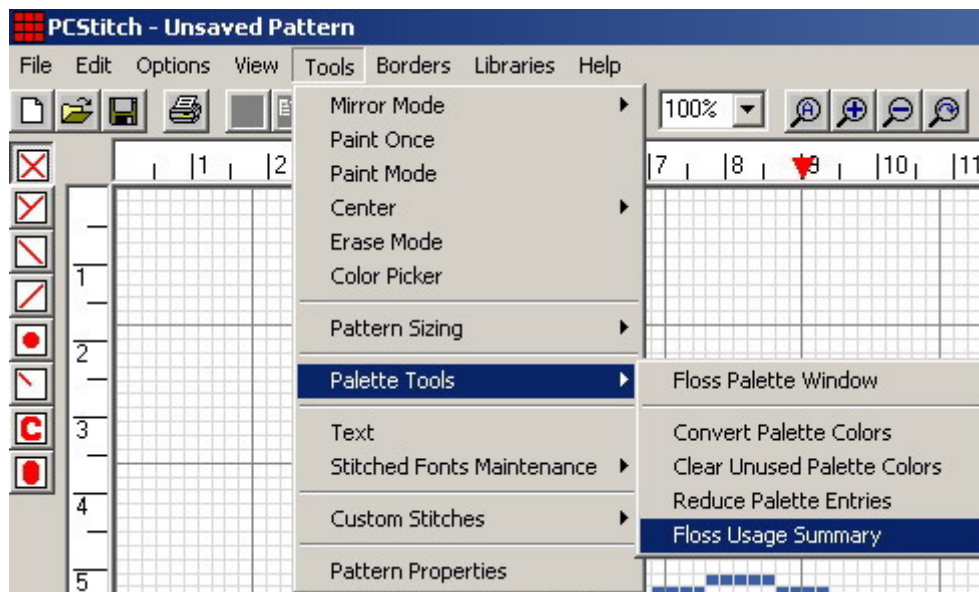 PCStitch - Unsaved Pattern
File Edit Options View Tools Borders Libraries Help
Mirror Mode
100%
Paint Once
1 2 7 8 9 10 11
Paint Mode
Center
Erase Mode
Color Picker
1
Pattern Sizing
2
Palette Tools
Floss Palette Window
Text
Convert Palette Colors
3
Stitched Fonts Maintenance
Clear Unused Palette Colors
Reduce Palette Entries
4
Custom Stitches
Floss Usage Summary
Pattern Properties
5